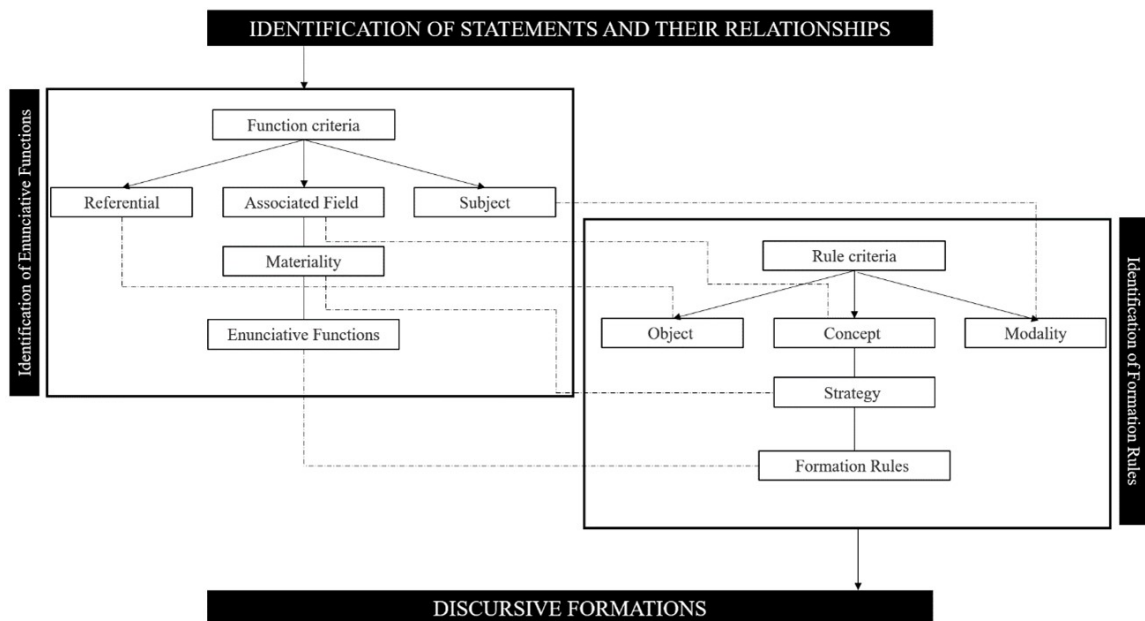 IDENTIFICATION OF STATEMENTS AND THEIR RELATIONSHIPS
Identification of Enunciative Functions
Function criteria
Referential
Associated Field
Subject
Materiality
Enunciative Functions
Rule criteria
Object
Concept
Modality
Strategy
Formation Rules
Identification of Formation Rules
DISCURSIVE FORMATIONS